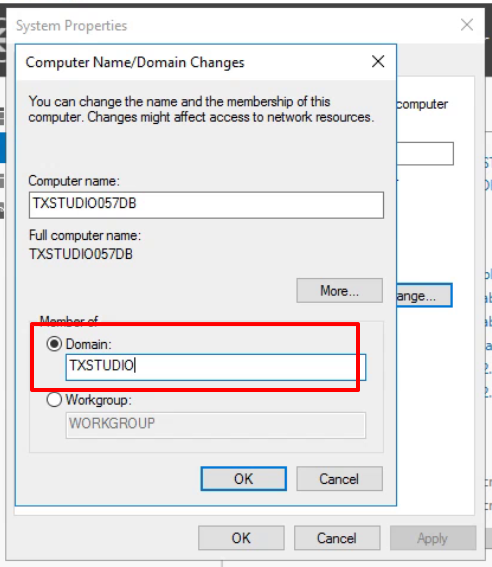 System Properties
Computer Name/Domain Changes
You can change the name and the membership of this
computer. Changes might affect access to network resources.
computer
Computer name:
TXSTUDIO057DB
Full computer name:
TXSTUDIO057DB
More...
ange...
Member of
Domain:
TXSTUDIO
Workgroup:
WORKGROUP
OK
Cancel
OK
Cancel
Apply